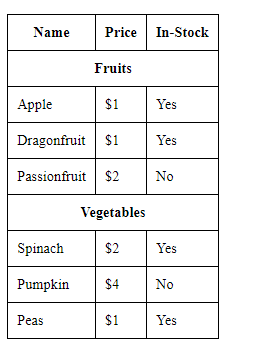 Name Price In-Stock
Fruits
Apple $1 Yes
Dragonfruit $1 Yes
Passionfruit $2 No
Vegetables
Spinach $2 Yes
Pumpkin $4 No
Peas $1 Yes